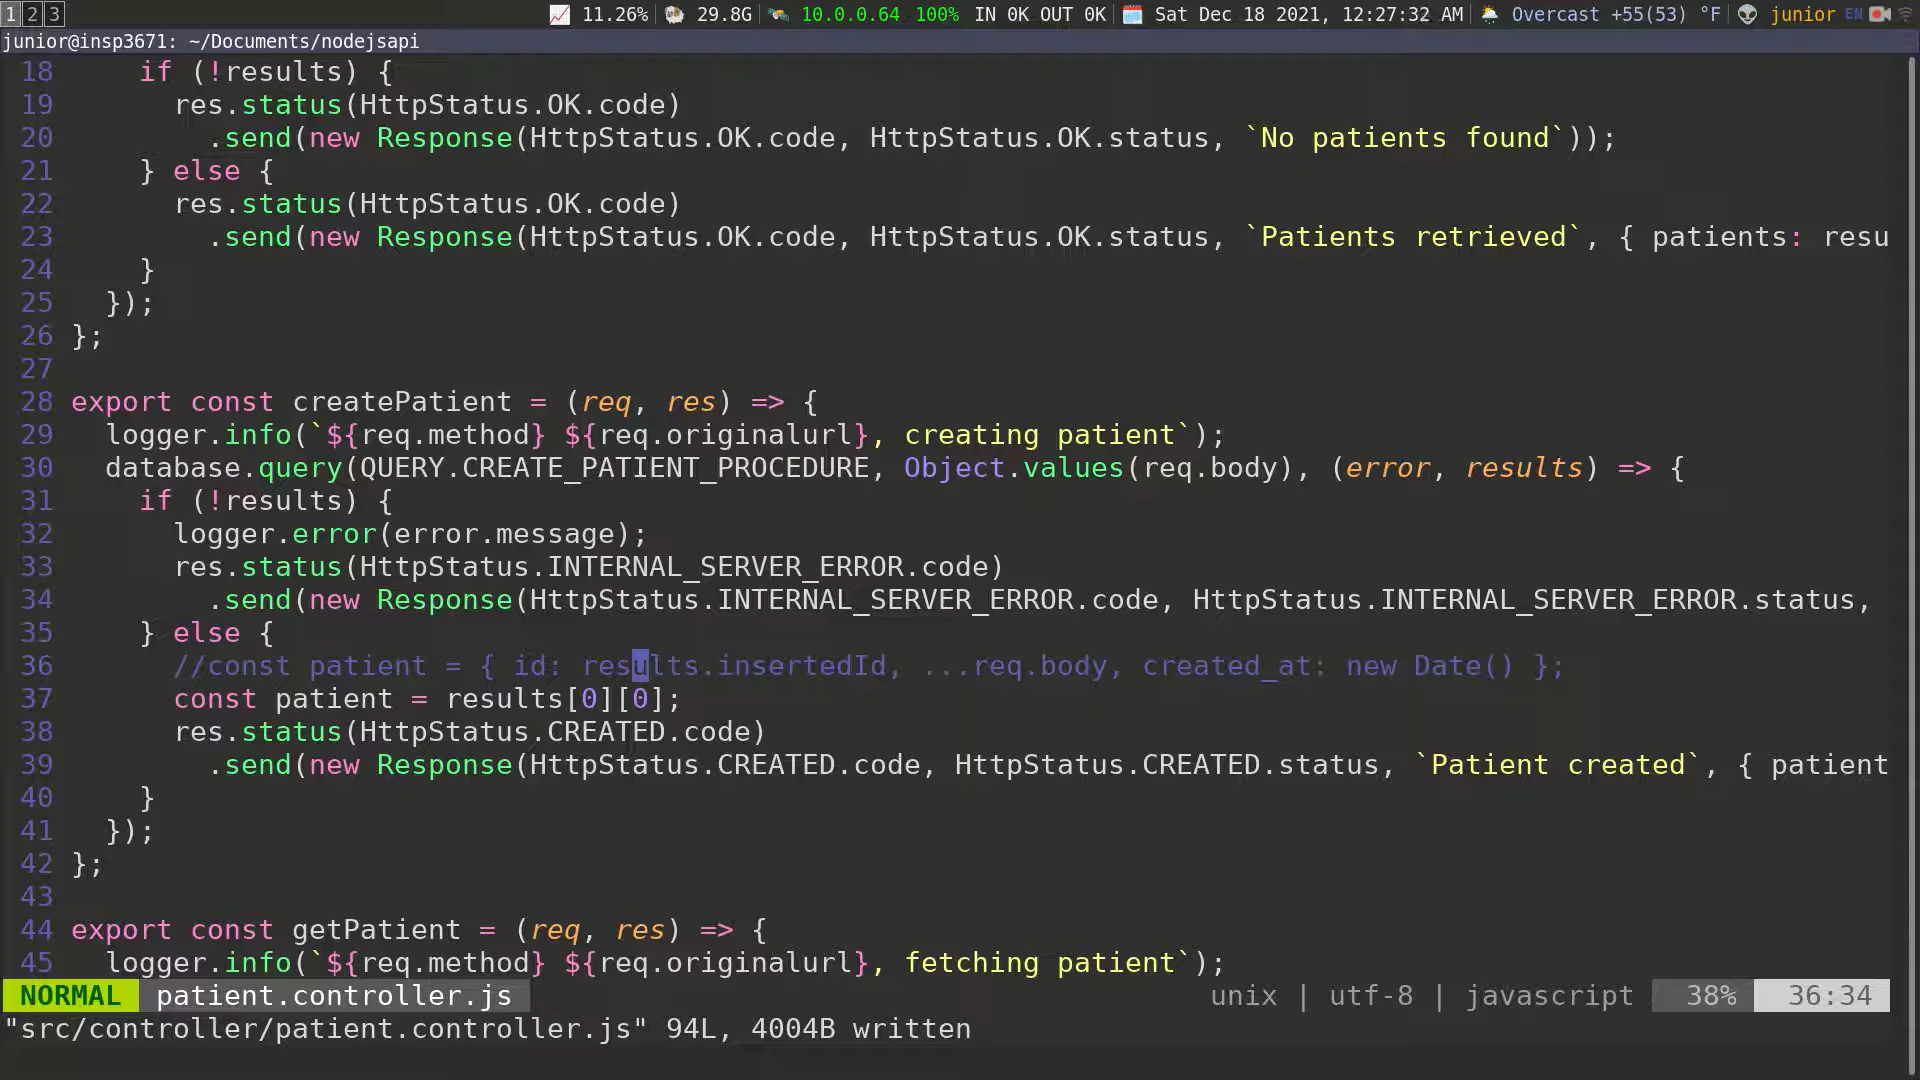 1 2 3 11.26% 29.8G 10.0.0.64 100% IN 0K OUT 0K Sat Dec 18 2021, 12:27:32 AM Overcast +55(53) °F junior EN
junior@insp3671: ~/Documents/nodejsapi
18     if (!results) {
19       res.status(HttpStatus.OK.code)
20         .send(new Response(HttpStatus.OK.code, HttpStatus.OK.status, `No patients found`));
21     } else {
22       res.status(HttpStatus.OK.code)
23         .send(new Response(HttpStatus.OK.code, HttpStatus.OK.status, `Patients retrieved`, { patients: resu
24     }
25   });
26 };
27
28 export const createPatient = (req, res) => {
29   logger.info(`${req.method} ${req.originalurl}, creating patient`);
30   database.query(QUERY.CREATE_PATIENT_PROCEDURE, Object.values(req.body), (error, results) => {
31     if (!results) {
32       logger.error(error.message);
33       res.status(HttpStatus.INTERNAL_SERVER_ERROR.code)
34         .send(new Response(HttpStatus.INTERNAL_SERVER_ERROR.code, HttpStatus.INTERNAL_SERVER_ERROR.status,
35     } else {
36       //const patient = { id: results.insertedId, ...req.body, created_at: new Date() };
37       const patient = results[0][0];
38       res.status(HttpStatus.CREATED.code)
39         .send(new Response(HttpStatus.CREATED.code, HttpStatus.CREATED.status, `Patient created`, { patient
40     }
41   });
42 };
43
44 export const getPatient = (req, res) => {
45   logger.info(`${req.method} ${req.originalurl}, fetching patient`);
NORMAL patient.controller.js unix | utf-8 | javascript 38% 36:34
"src/controller/patient.controller.js" 94L, 4004B written